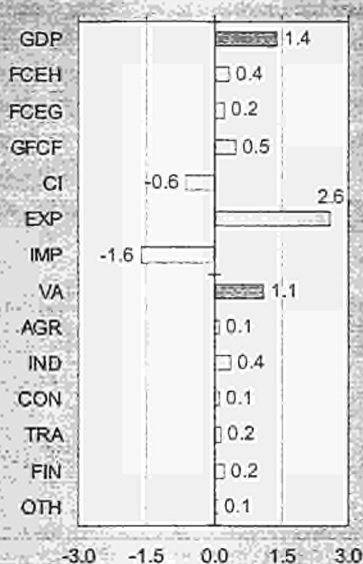 GDP 1.4
FCEH 0.4
FCEG 0.2
GFCF 0.5
CI -0.6
EXP 2.6
IMP -1.6
VA 1.1
AGR 0.1
IND 0.4
CON 0.1
TRA 0.2
FIN 0.2
OTH 0.1
-3.0 -1.5 0.0 1.5 3.0